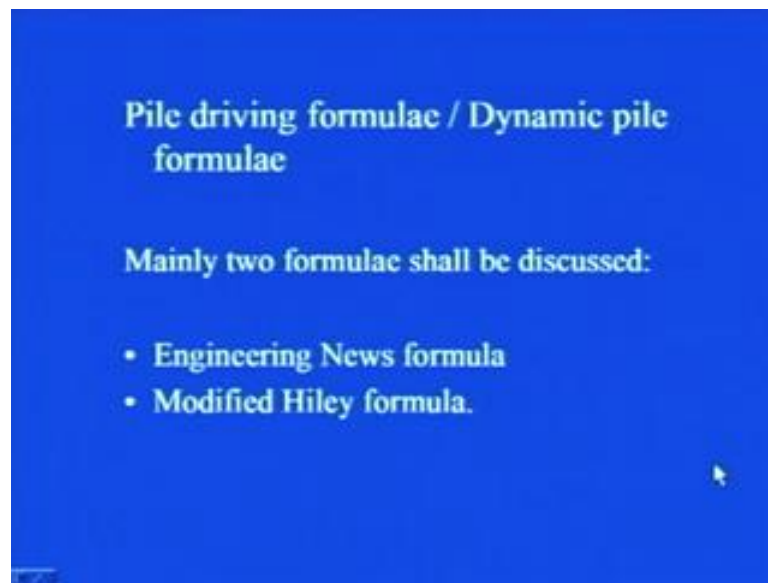 Pile driving formulae / Dynamic pile
formulae
Mainly two formulae shall be discussed:
• Engineering News formula
• Modified Hiley formula.